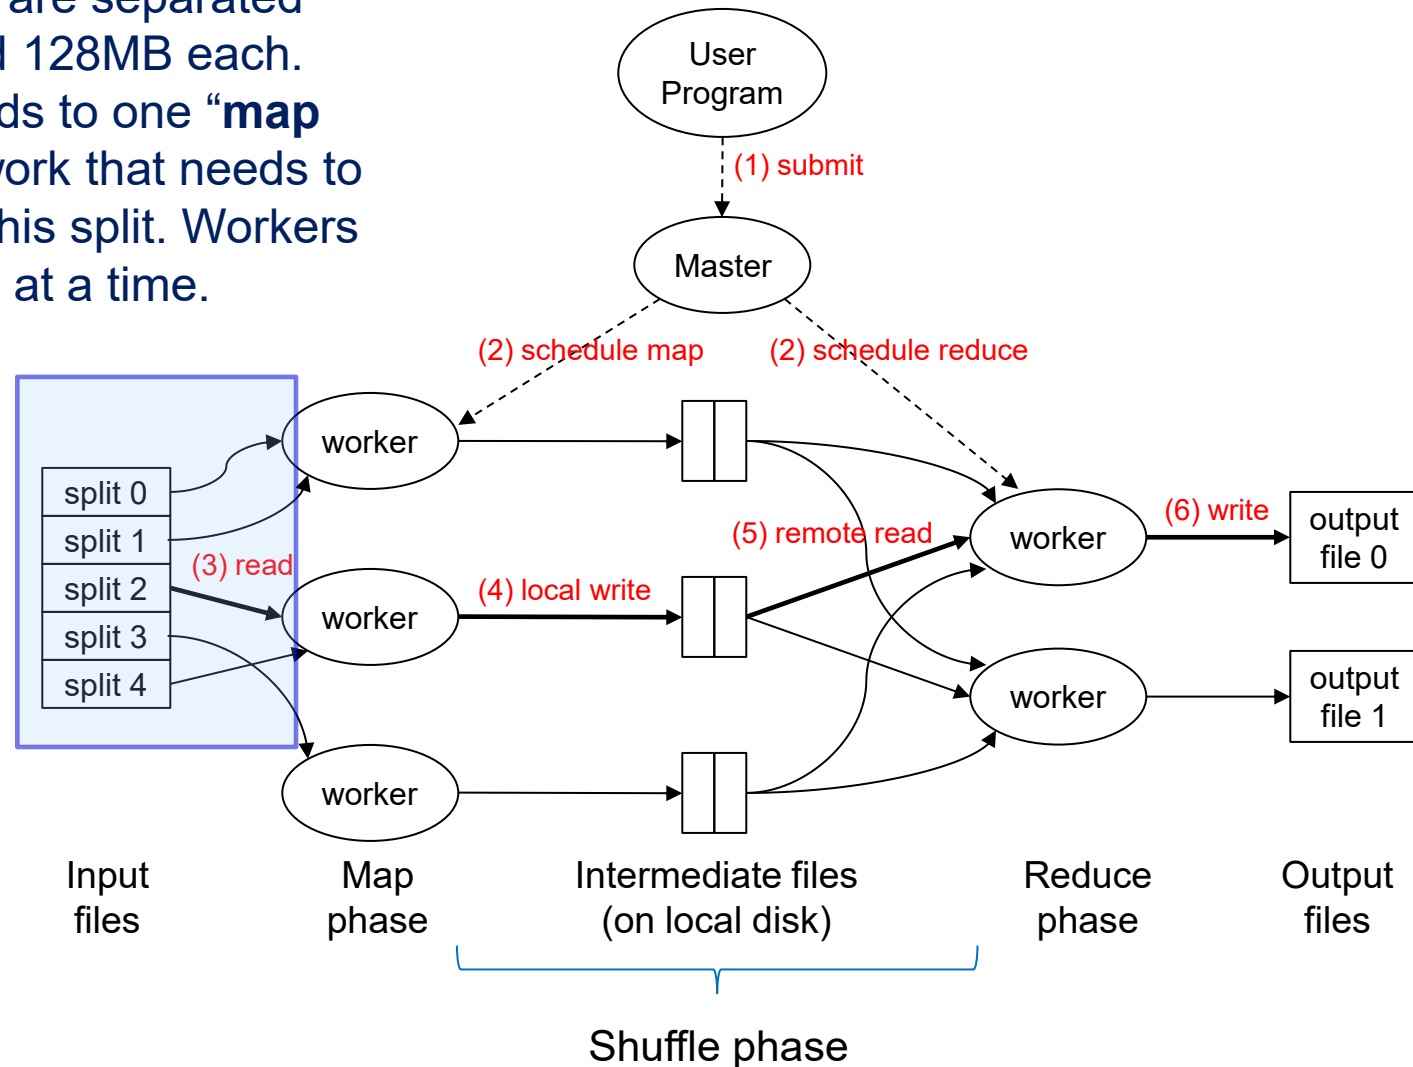 are separated
128MB each.
to one “map
work that needs to
this split. Workers
at a time.
User
Program
(1) submit
Master
(2) schedule map
(2) schedule reduce
worker
split 0
split 1
split 2
split 3
split 4
(3) read
worker
(4) local write
worker
(5) remote read
worker
(6) write
output
file 0
worker
output
file 1
Input
files
Map
phase
Intermediate files
(on local disk)
Reduce
phase
Output
files
Shuffle phase